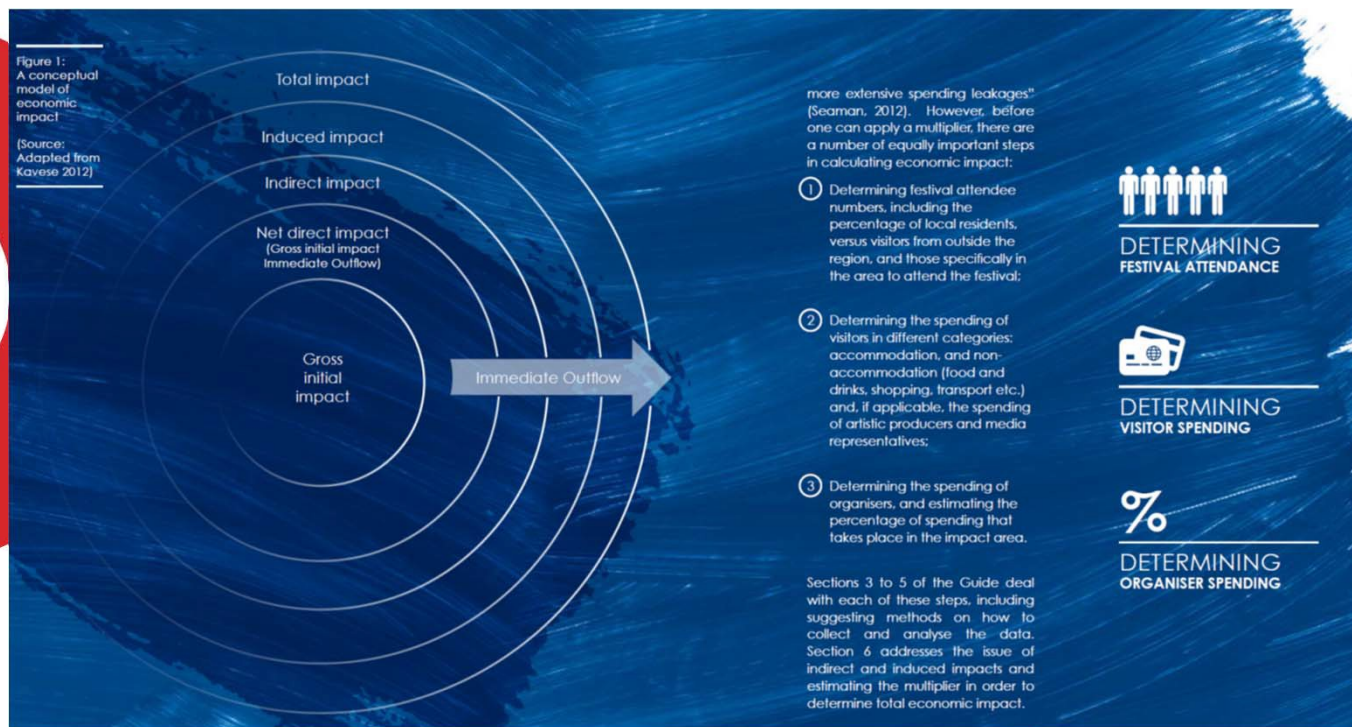 Figure 1:
A conceptual
model of
economic
impact
(Source:
Adapted from
Kavese 2012)
Total impact
Induced impact
Indirect impact
Net direct impact
(Gross initial impact
Immediate Outflow)
Gross
initial
impact
Immediate Outflow
more extensive spending leakages"
(Seaman, 2012). However, before
one can apply a multiplier, there are
a number of equally important steps
in calculating economic impact:
1 Determining festival attendee
numbers, including the
percentage of local residents,
versus visitors from outside the
region, and those specifically in
the area to attend the festival;
2 Determining the spending of
visitors in different categories:
accommodation, and non-
accommodation (food and
drinks, shopping, transport etc.)
and, if applicable, the spending
of artistic producers and media
representatives;
3 Determining the spending of
organisers, and estimating the
percentage of spending that
takes place in the impact area.
Sections 3 to 5 of the Guide deal
with each of these steps, including
suggesting methods on how to
collect and analyse the data.
Section 6 addresses the issue of
indirect and induced impacts and
estimating the multiplier in order to
determine total economic impact.
DETERMINING
FESTIVAL ATTENDANCE
DETERMINING
VISITOR SPENDING
%
DETERMINING
ORGANISER SPENDING